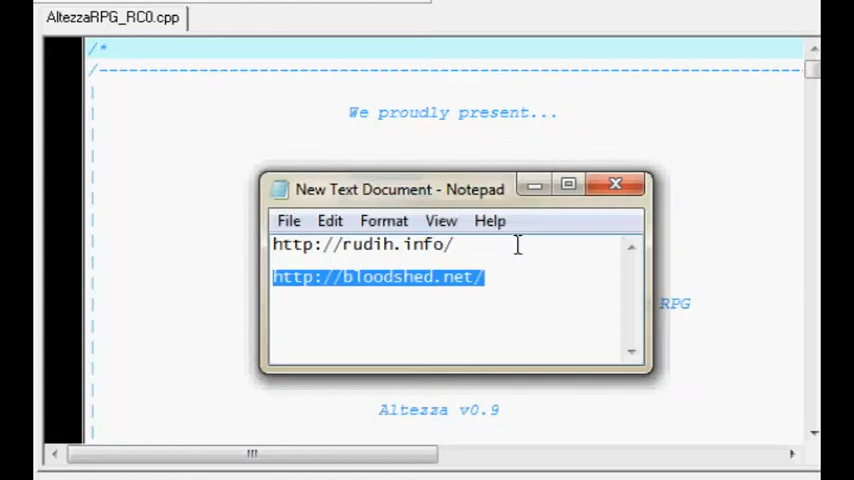 AltezzaRPG_RC0.cpp
/*
/-----------------------------------------------------------------------
We proudly present...
New Text Document - Notepad
File Edit Format View Help
http://rudih.info/
http://bloodshed.net/
RPG
Altezza v0.9